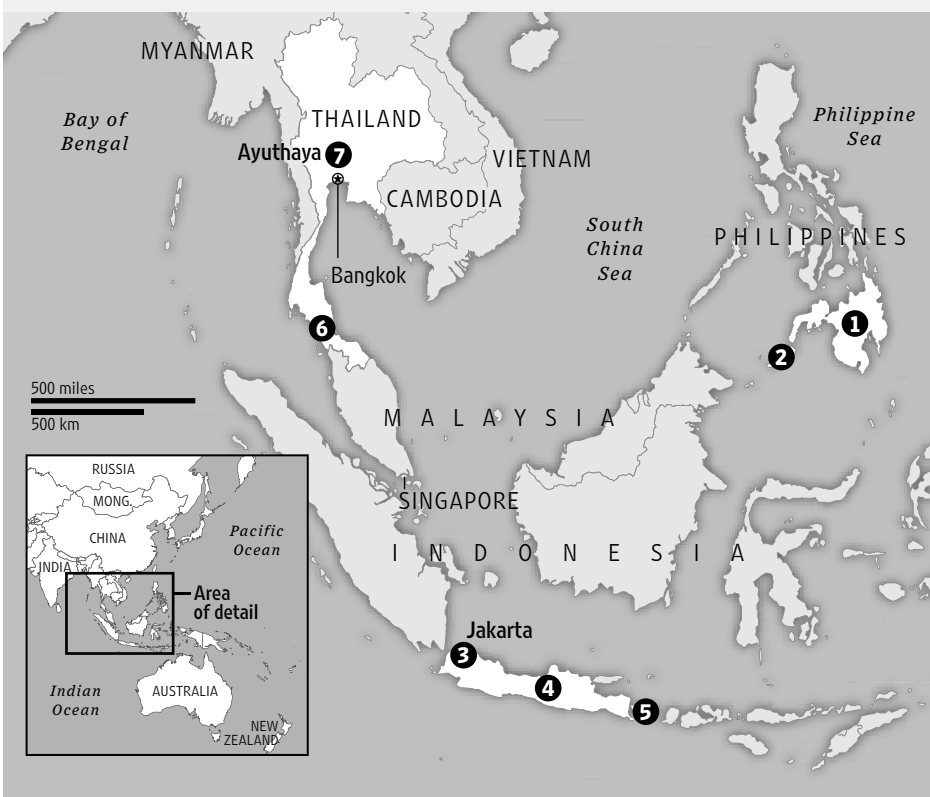 MYANMAR
Bay of
Bengal
THAILAND
Ayuthaya 7
VIETNAM
CAMBODIA
Bangkok
South
China
Sea
Philippine
Sea
PHILIPPINES
1
2
6
500 miles
500 km
MALAYSIA
SINGAPORE
INDONESIA
Jakarta
3
4
5
RUSSIA
MONG.
CHINA
INDIA
Pacific
Ocean
Area
of detail
Indian
Ocean
AUSTRALIA
NEW
ZEALAND